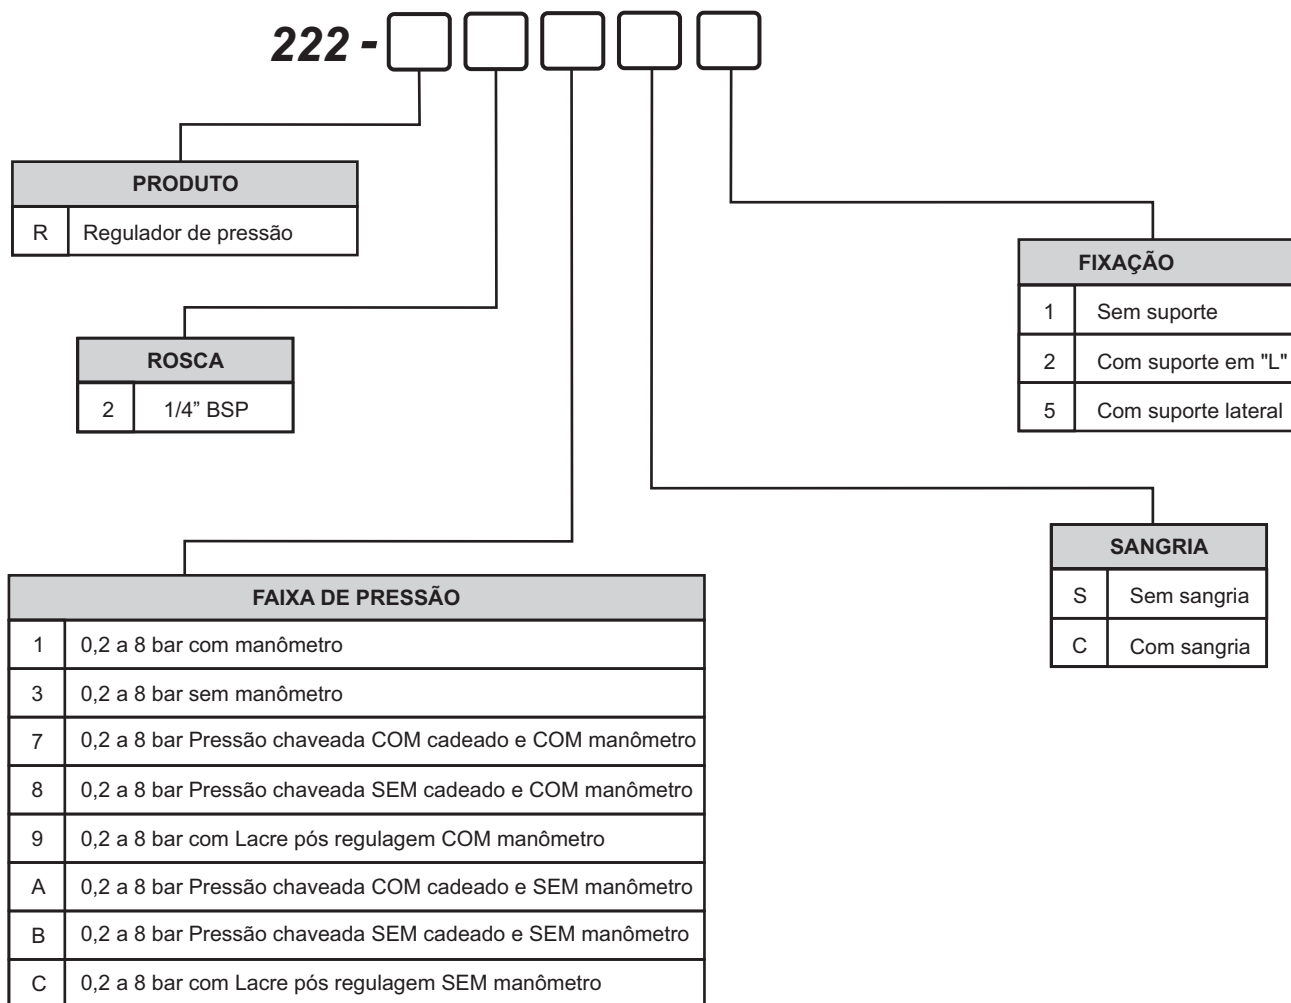 222 -
PRODUTO
R Regulador de pressão
ROSCA
2 1/4” BSP
FIXAÇÃO
1 Sem suporte
2 Com suporte em "L"
5 Com suporte lateral
SANGRIA
S Sem sangria
C Com sangria
FAIXA DE PRESSÃO
1 0,2 a 8 bar com manômetro
3 0,2 a 8 bar sem manômetro
7 0,2 a 8 bar Pressão chaveada COM cadeado e COM manômetro
8 0,2 a 8 bar Pressão chaveada SEM cadeado e COM manômetro
9 0,2 a 8 bar com Lacre pós regulagem COM manômetro
A 0,2 a 8 bar Pressão chaveada COM cadeado e SEM manômetro
B 0,2 a 8 bar Pressão chaveada SEM cadeado e SEM manômetro
C 0,2 a 8 bar com Lacre pós regulagem SEM manômetro